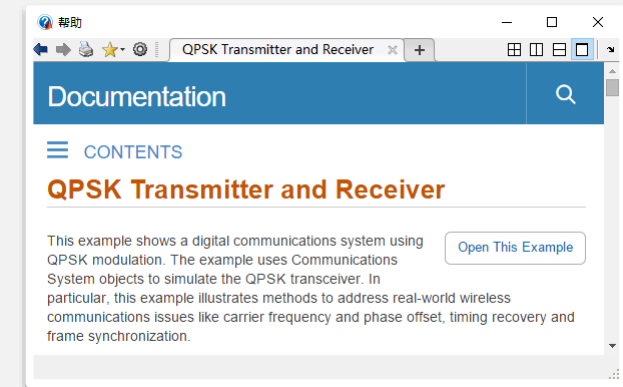 帮助
QPSK Transmitter and Receiver
Documentation
CONTENTS
QPSK Transmitter and Receiver
This example shows a digital communications system using
QPSK modulation. The example uses Communications
System objects to simulate the QPSK transceiver. In
particular, this example illustrates methods to address real-world wireless
communications issues like carrier frequency and phase offset, timing recovery and
frame synchronization.
Open This Example